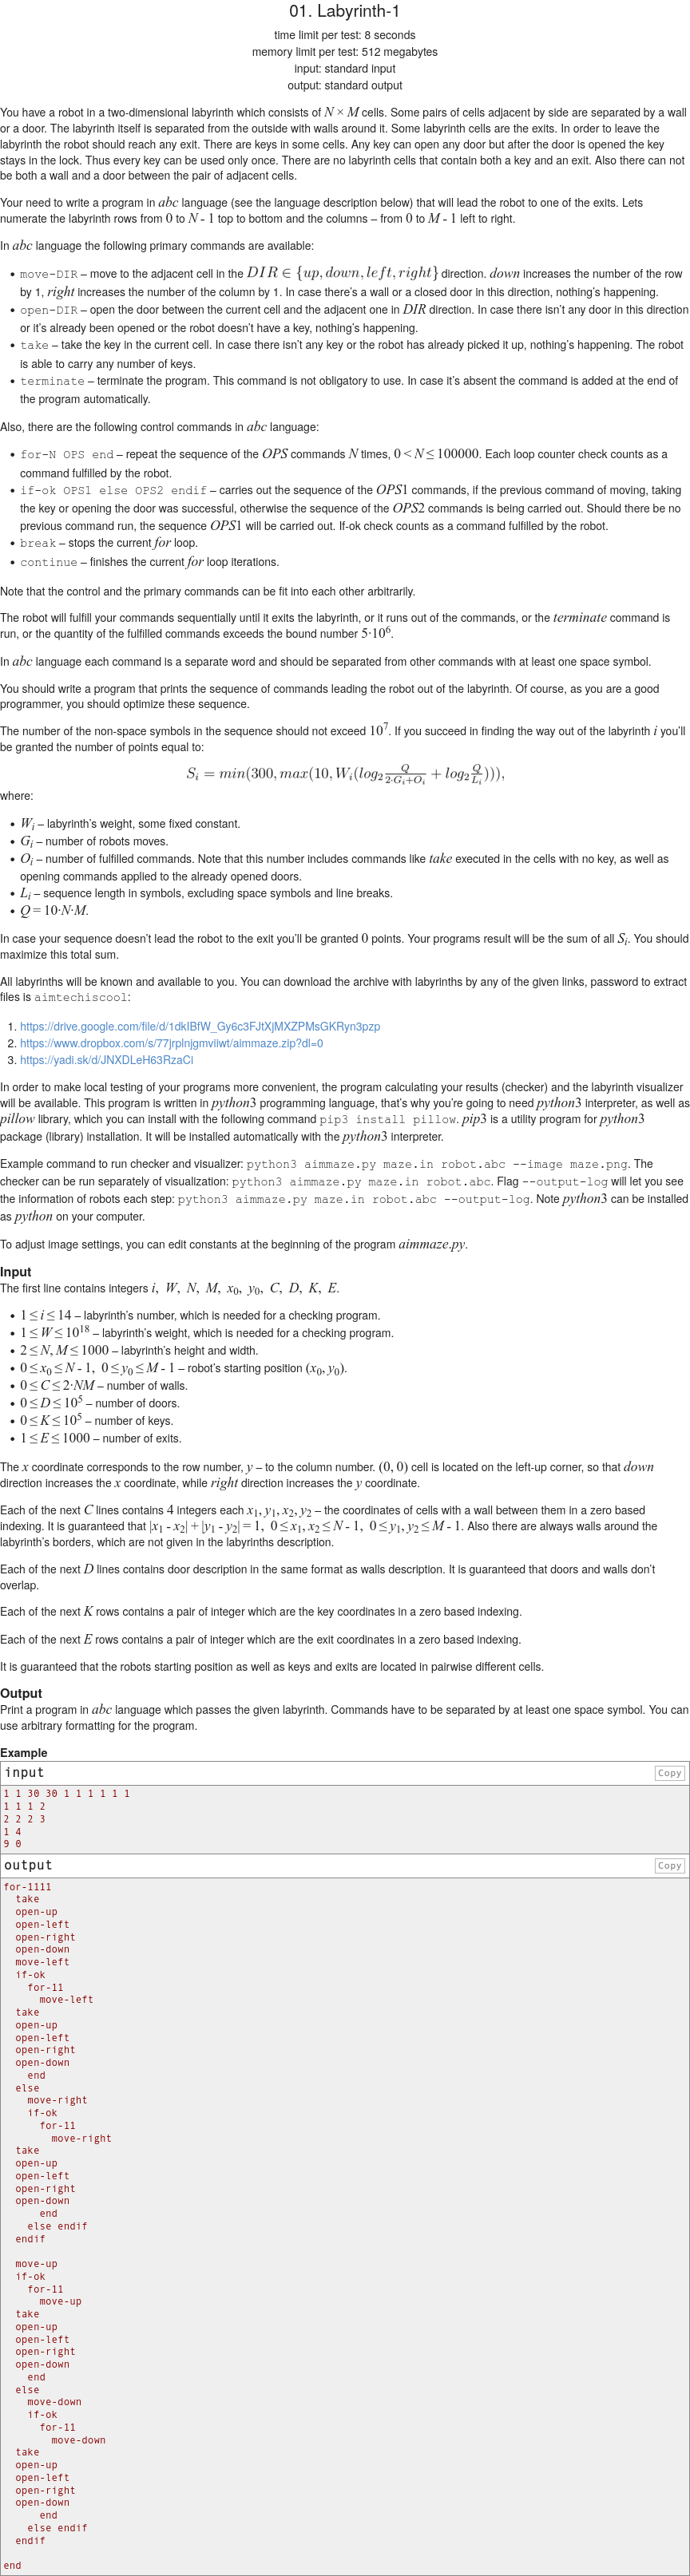 01. Labyrinth-1
time limit per test: 8 seconds
memory limit per test: 512 megabytes
input: standard input
output: standard output
You have a robot in a two-dimensional labyrinth which consists of N × M cells. Some pairs of cells adjacent by side are separated by a wall
or a door. The labyrinth itself is separated from the outside with walls around it. Some labyrinth cells are the exits. In order to leave the
labyrinth the robot should reach any exit. There are keys in some cells. Any key can open any door but after the door is opened the key
stays in the lock. Thus every key can be used only once. There are no labyrinth cells that contain both a key and an exit. Also there can not
be both a wall and a door between the pair of adjacent cells.
Your need to write a program in abc language (see the language description below) that will lead the robot to one of the exits. Lets
numerate the labyrinth rows from 0 to N - 1 top to bottom and the columns – from 0 to M - 1 left to right.
In abc language the following primary commands are available:
• move-DIR – move to the adjacent cell in the DIR ∈ {up, down, left, right} direction. down increases the number of the row
by 1, right increases the number of the column by 1. In case there's a wall or a closed door in this direction, nothing's happening.
• open-DIR – open the door between the current cell and the adjacent one in DIR direction. In case there isn't any door in this direction
or it's already been opened or the robot doesn't have a key, nothing's happening.
• take – take the key in the current cell. In case there isn't any key or the robot has already picked it up, nothing's happening. The robot
is able to carry any number of keys.
• terminate – terminate the program. This command is not obligatory to use. In case it's absent the command is added at the end of
the program automatically.
Also, there are the following control commands in abc language:
• for-N OPS end – repeat the sequence of the OPS commands N times, 0 < N ≤ 100000. Each loop counter check counts as a
command fulfilled by the robot.
• if-ok OPS1 else OPS2 endif – carries out the sequence of the OPS1 commands, if the previous command of moving, taking
the key or opening the door was successful, otherwise the sequence of the OPS2 commands is being carried out. Should there be no
previous command run, the sequence OPS1 will be carried out. If-ok check counts as a command fulfilled by the robot.
• break – stops the current for loop.
• continue – finishes the current for loop iterations.
Note that the control and the primary commands can be fit into each other arbitrarily.
The robot will fulfill your commands sequentially until it exits the labyrinth, or it runs out of the commands, or the terminate command is
run, or the quantity of the fulfilled commands exceeds the bound number 5·10⁶.
In abc language each command is a separate word and should be separated from other commands with at least one space symbol.
You should write a program that prints the sequence of commands leading the robot out of the labyrinth. Of course, as you are a good
programmer, you should optimize these sequence.
The number of the non-space symbols in the sequence should not exceed 10⁷. If you succeed in finding the way out of the labyrinth i you'll
be granted the number of points equal to:
S_i = min(300, max(10, W_i(log₂ Q/(2·G_i+O_i) + log₂ Q/L_i))),
where:
• W_i – labyrinth's weight, some fixed constant.
• G_i – number of robots moves.
• O_i – number of fulfilled commands. Note that this number includes commands like take executed in the cells with no key, as well as
opening commands applied to the already opened doors.
• L_i – sequence length in symbols, excluding space symbols and line breaks.
• Q = 10·N·M.
In case your sequence doesn't lead the robot to the exit you'll be granted 0 points. Your programs result will be the sum of all S_i. You should
maximize this total sum.
All labyrinths will be known and available to you. You can download the archive with labyrinths by any of the given links, password to extract
files is aimtechiscool:
1. https://drive.google.com/file/d/1dkIBfW_Gy6c3FJtXjMXZPMsGKRyn3pzp
2. https://www.dropbox.com/s/77jrplnjgmviiwt/aimmaze.zip?dl=0
3. https://yadi.sk/d/JNXDLeH63RzaCi
In order to make local testing of your programs more convenient, the program calculating your results (checker) and the labyrinth visualizer
will be available. This program is written in python3 programming language, that's why you're going to need python3 interpreter, as well as
pillow library, which you can install with the following command pip3 install pillow. pip3 is a utility program for python3
package (library) installation. It will be installed automatically with the python3 interpreter.
Example command to run checker and visualizer: python3 aimmaze.py maze.in robot.abc --image maze.png. The
checker can be run separately of visualization: python3 aimmaze.py maze.in robot.abc. Flag --output-log will let you see
the information of robots each step: python3 aimmaze.py maze.in robot.abc --output-log. Note python3 can be installed
as python on your computer.
To adjust image settings, you can edit constants at the beginning of the program aimmaze.py.
Input
The first line contains integers i, W, N, M, x₀, y₀, C, D, K, E.
• 1 ≤ i ≤ 14 – labyrinth's number, which is needed for a checking program.
• 1 ≤ W ≤ 10¹⁸ – labyrinth's weight, which is needed for a checking program.
• 2 ≤ N, M ≤ 1000 – labyrinth's height and width.
• 0 ≤ x₀ ≤ N - 1, 0 ≤ y₀ ≤ M - 1 – robot's starting position (x₀, y₀).
• 0 ≤ C ≤ 2·NM – number of walls.
• 0 ≤ D ≤ 10⁵ – number of doors.
• 0 ≤ K ≤ 10⁵ – number of keys.
• 1 ≤ E ≤ 1000 – number of exits.
The x coordinate corresponds to the row number, y – to the column number. (0, 0) cell is located on the left-up corner, so that down
direction increases the x coordinate, while right direction increases the y coordinate.
Each of the next C lines contains 4 integers each x₁, y₁, x₂, y₂ – the coordinates of cells with a wall between them in a zero based
indexing. It is guaranteed that |x₁ - x₂| + |y₁ - y₂| = 1, 0 ≤ x₁, x₂ ≤ N - 1, 0 ≤ y₁, y₂ ≤ M - 1. Also there are always walls around the
labyrinth's borders, which are not given in the labyrinths description.
Each of the next D lines contains door description in the same format as walls description. It is guaranteed that doors and walls don't
overlap.
Each of the next K rows contains a pair of integer which are the key coordinates in a zero based indexing.
Each of the next E rows contains a pair of integer which are the exit coordinates in a zero based indexing.
It is guaranteed that the robots starting position as well as keys and exits are located in pairwise different cells.
Output
Print a program in abc language which passes the given labyrinth. Commands have to be separated by at least one space symbol. You can
use arbitrary formatting for the program.
Example
input
Copy
1 1 30 30 1 1 1 1 1 1
1 1 1 2
2 2 2 3
1 4
9 0
output
Copy
for-1111
take
open-up
open-left
open-right
open-down
move-left
if-ok
for-11
move-left
take
open-up
open-left
open-right
open-down
end
else
move-right
if-ok
for-11
move-right
take
open-up
open-left
open-right
open-down
end
else endif
endif
move-up
if-ok
for-11
move-up
take
open-up
open-left
open-right
open-down
end
else
move-down
if-ok
for-11
move-down
take
open-up
open-left
open-right
open-down
end
else endif
endif
end